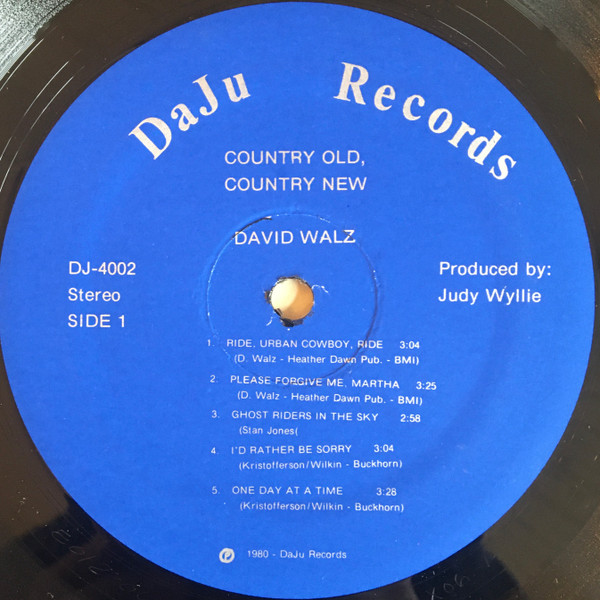 DaJu Records
COUNTRY OLD,
COUNTRY NEW
DAVID WALZ
DJ-4002
Stereo
SIDE 1
Produced by:
Judy Wyllie
1. RIDE, URBAN COWBOY, RIDE 3:04
(D. Walz - Heather Dawn Pub. - BMI)
2. PLEASE FORGIVE ME, MARTHA 3:25
(D. Walz - Heather Dawn Pub. - BMI)
3. GHOST RIDERS IN THE SKY 2:58
(Stan Jones(
4. I'D RATHER BE SORRY 3:04
(Kristofferson/Wilkin - Buckhorn)
5. ONE DAY AT A TIME 3:28
(Kristofferson/Wilkin - Buckhorn)
℗ 1980 - DaJu Records